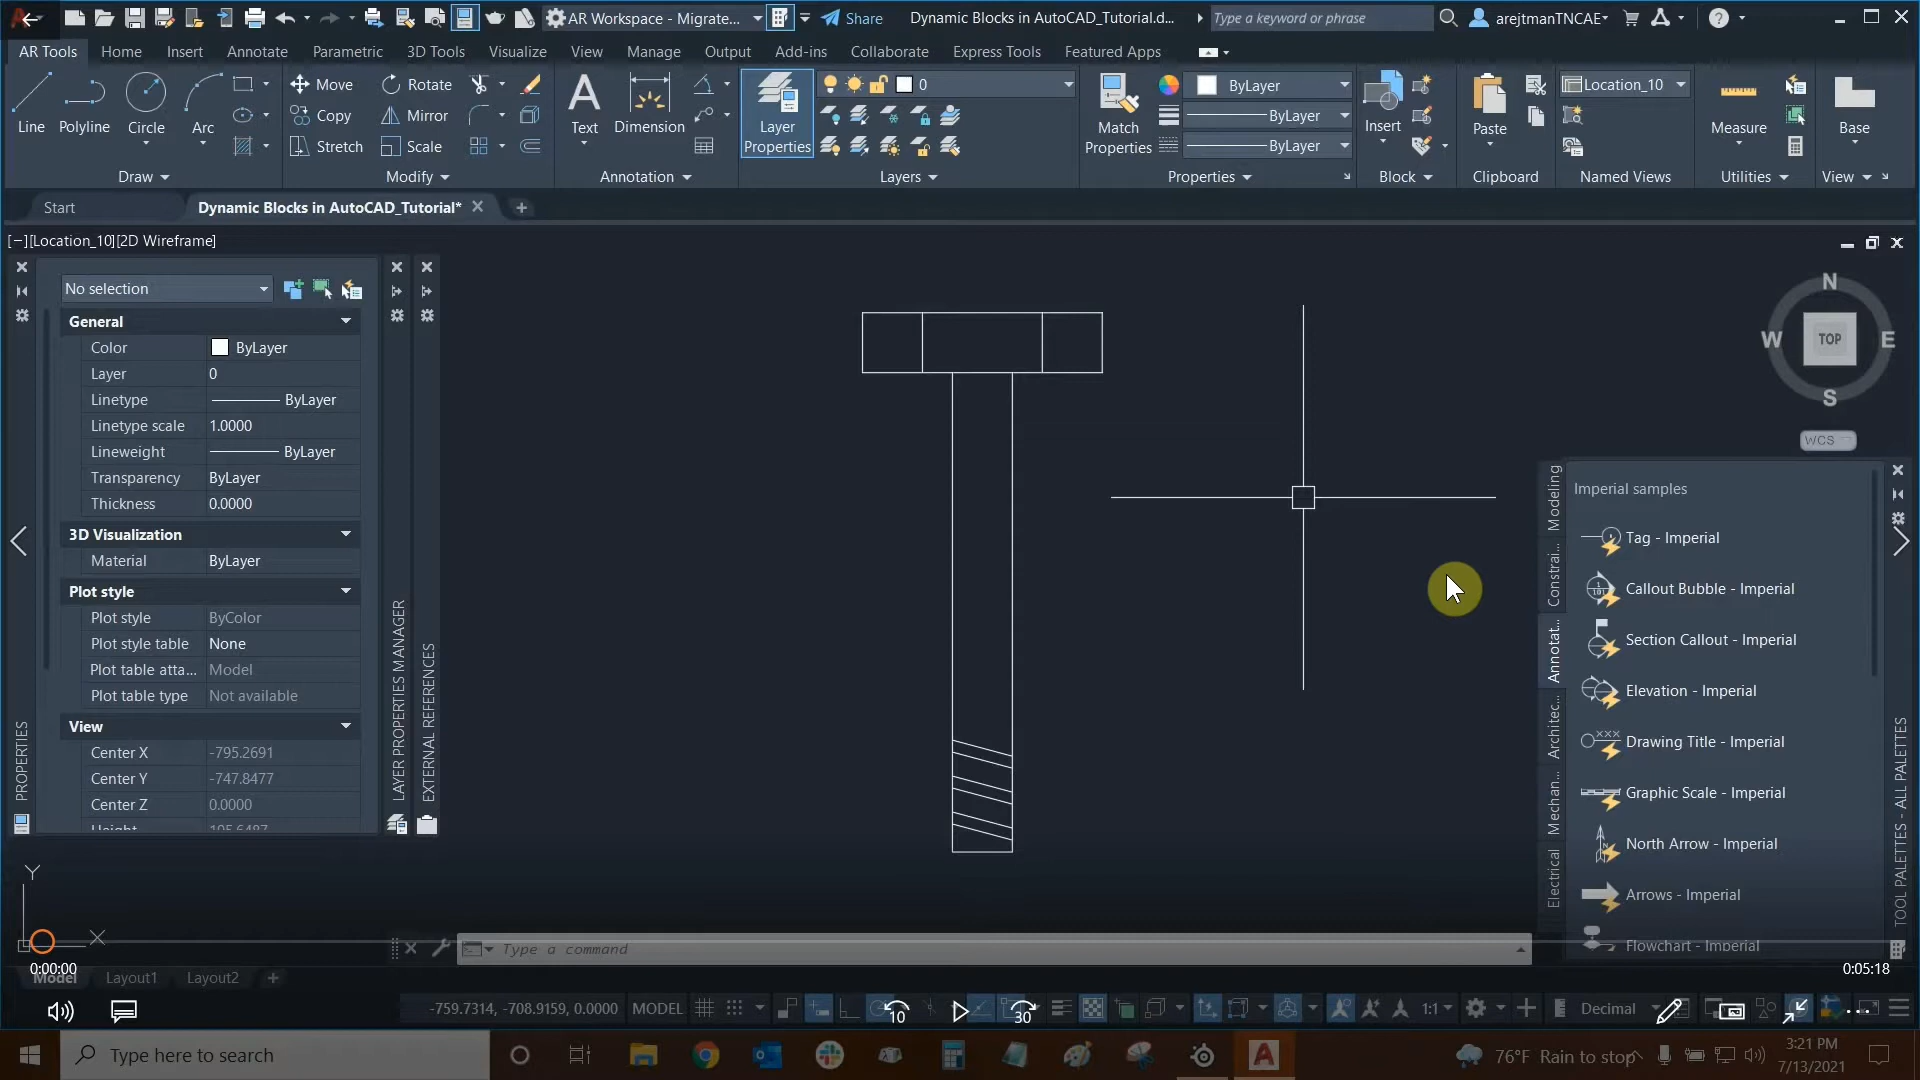 AR Workspace - Migrate...
Share
Dynamic Blocks in AutoCAD_Tutorial.d...
Type a keyword or phrase
arejtmanTNCAE
AR Tools
Home
Insert
Annotate
Parametric
3D Tools
Visualize
View
Manage
Output
Add-ins
Collaborate
Express Tools
Featured Apps
Line
Polyline
Circle
Arc
Move
Rotate
Copy
Mirror
Stretch
Scale
Text
Dimension
Layer
Properties
0
Match
Properties
ByLayer
ByLayer
ByLayer
Insert
Paste
Location_10
Measure
Base
Draw
Modify
Annotation
Layers
Properties
Block
Clipboard
Named Views
Utilities
View
Start
Dynamic Blocks in AutoCAD_Tutorial*
[−][Location_10][2D Wireframe]
No selection
General
Color ByLayer
Layer 0
Linetype ByLayer
Linetype scale 1.0000
Lineweight ByLayer
Transparency ByLayer
Thickness 0.0000
3D Visualization
Material ByLayer
Plot style
Plot style ByColor
Plot style table None
Plot table atta... Model
Plot table type Not available
View
Center X -795.2691
Center Y -747.8477
Center Z 0.0000
Height 105.6487
PROPERTIES
LAYER PROPERTIES MANAGER
EXTERNAL REFERENCES
N
W TOP E
S
WCS
Modeling
Constrai...
Annotat...
Architec...
Mechan...
Electrical
Imperial samples
Tag - Imperial
Callout Bubble - Imperial
Section Callout - Imperial
Elevation - Imperial
Drawing Title - Imperial
Graphic Scale - Imperial
North Arrow - Imperial
Arrows - Imperial
Flowchart - Imperial
TOOL PALETTES - ALL PALETTES
Y
X
Type a command
0:00:00
0:05:18
Model
Layout1
Layout2
-759.7314, -708.9159, 0.0000
MODEL
10
30
1:1
Decimal
Type here to search
76°F Rain to stop
3:21 PM
7/13/2021